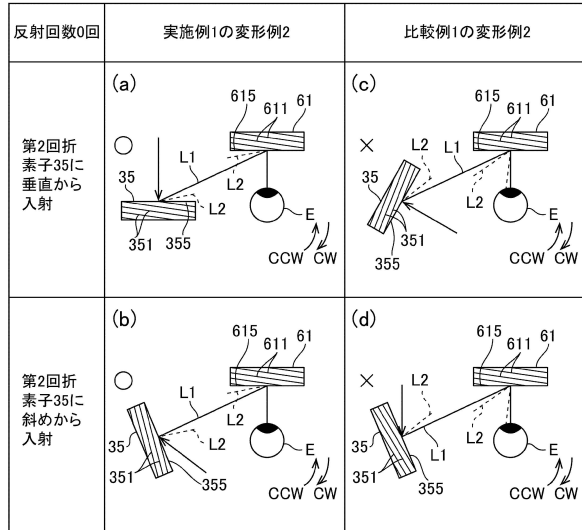 反射回数0回
実施例1の変形例2
比較例1の変形例2
第2回折
素子35に
垂直から
入射
(a)
615
611
61
○
L1
35
L2
L2
E
351
355
CCW
CW
(c)
615
611
61
×
L2
L1
35
L2
E
351
355
CCW
CW
第2回折
素子35に
斜めから
入射
(b)
615
611
61
○
L1
L2
35
L2
E
351
355
CCW
CW
(d)
615
611
61
×
L2
35
L2
L1
E
351
355
CCW
CW